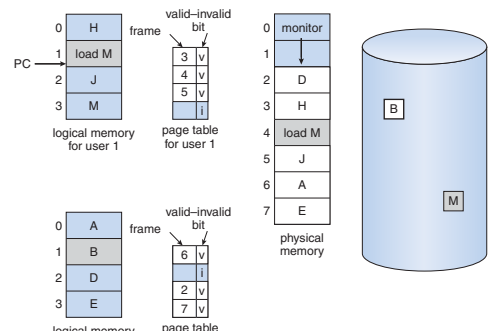 valid–invalid
frame bit
0 H
1 load M
2 J
3 M
PC
3 v
4 v
5 v
i
logical memory
for user 1
page table
for user 1
0 monitor
1
2 D
3 H
4 load M
5 J
6 A
7 E
physical
memory
B
M
valid–invalid
frame bit
0 A
1 B
2 D
3 E
6 v
i
2 v
7 v
logical memory
page table